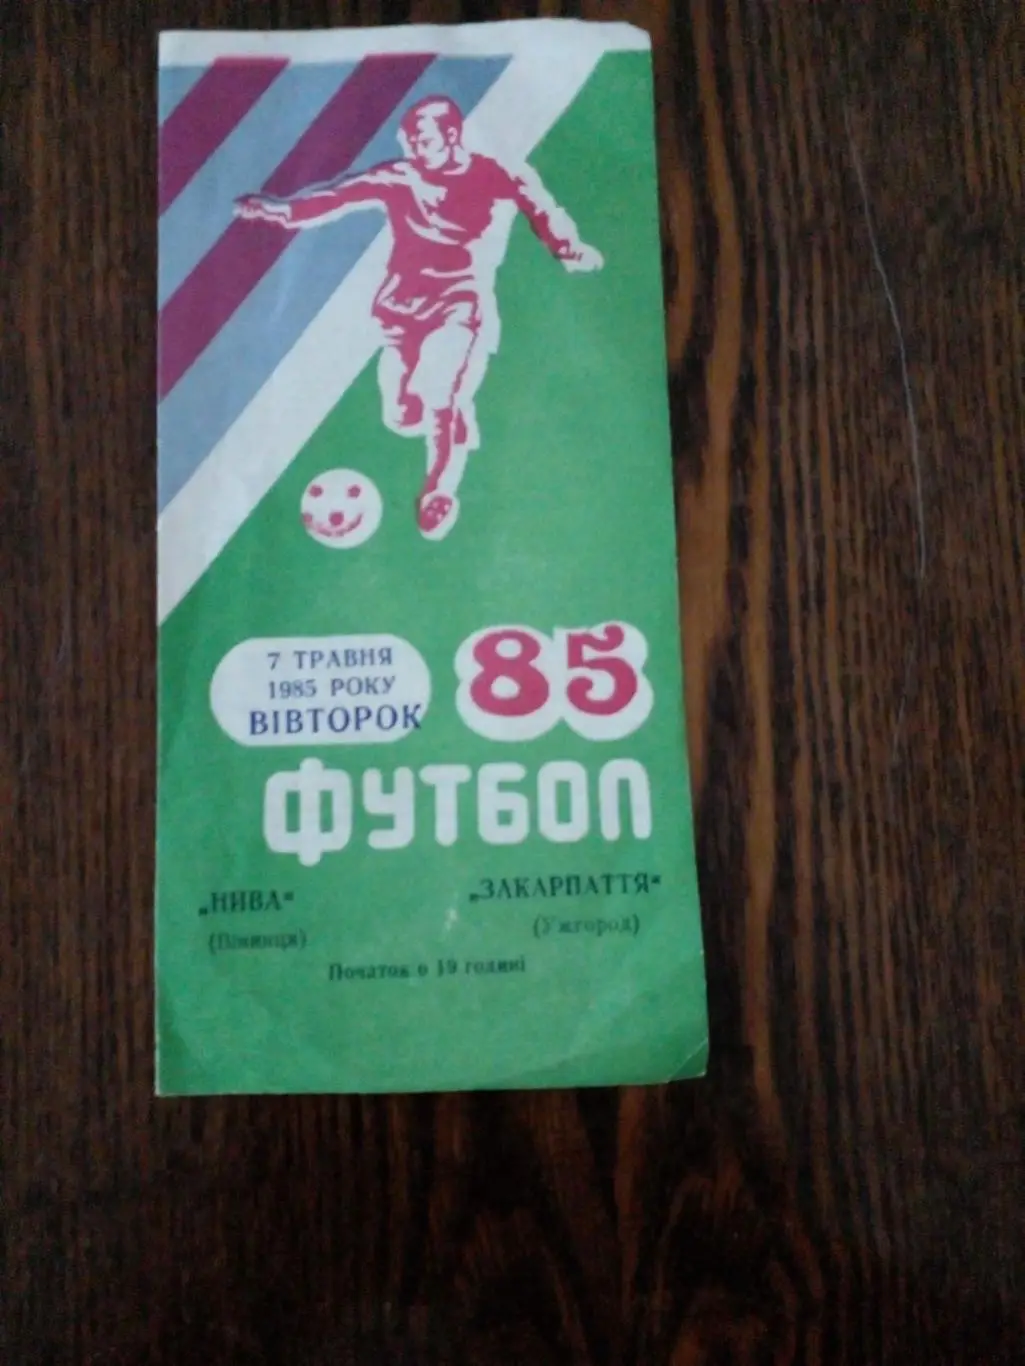 7 ТРАВНЯ
1985 РОКУ
ВІВТОРОК
85
ФУТБОЛ
„НИВА“
(Вінниця)
„ЗАКАРПАТТЯ“
(Ужгород)
Початок о 19 годині